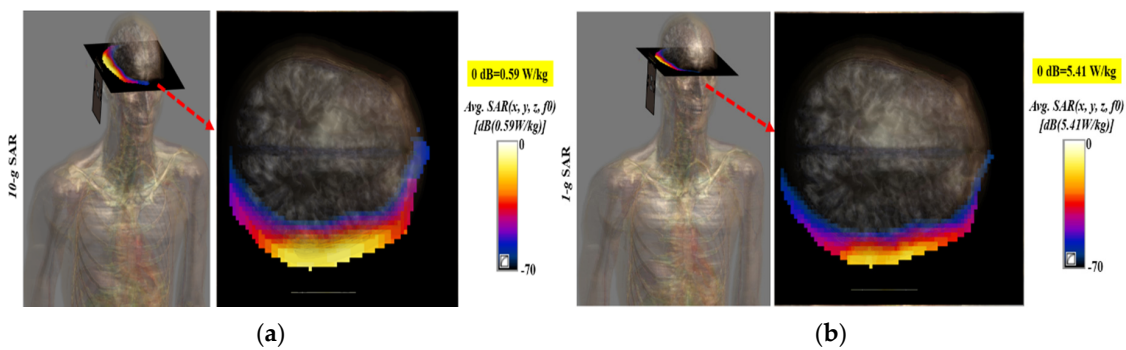 10-g SAR
0 dB=0.59 W/kg
Avg. SAR(x, y, z, f0)
[dB(0.59W/kg)]
0
-70
(a)
1-g SAR
0 dB=5.41 W/kg
Avg. SAR(x, y, z, f0)
[dB(5.41W/kg)]
0
-70
(b)